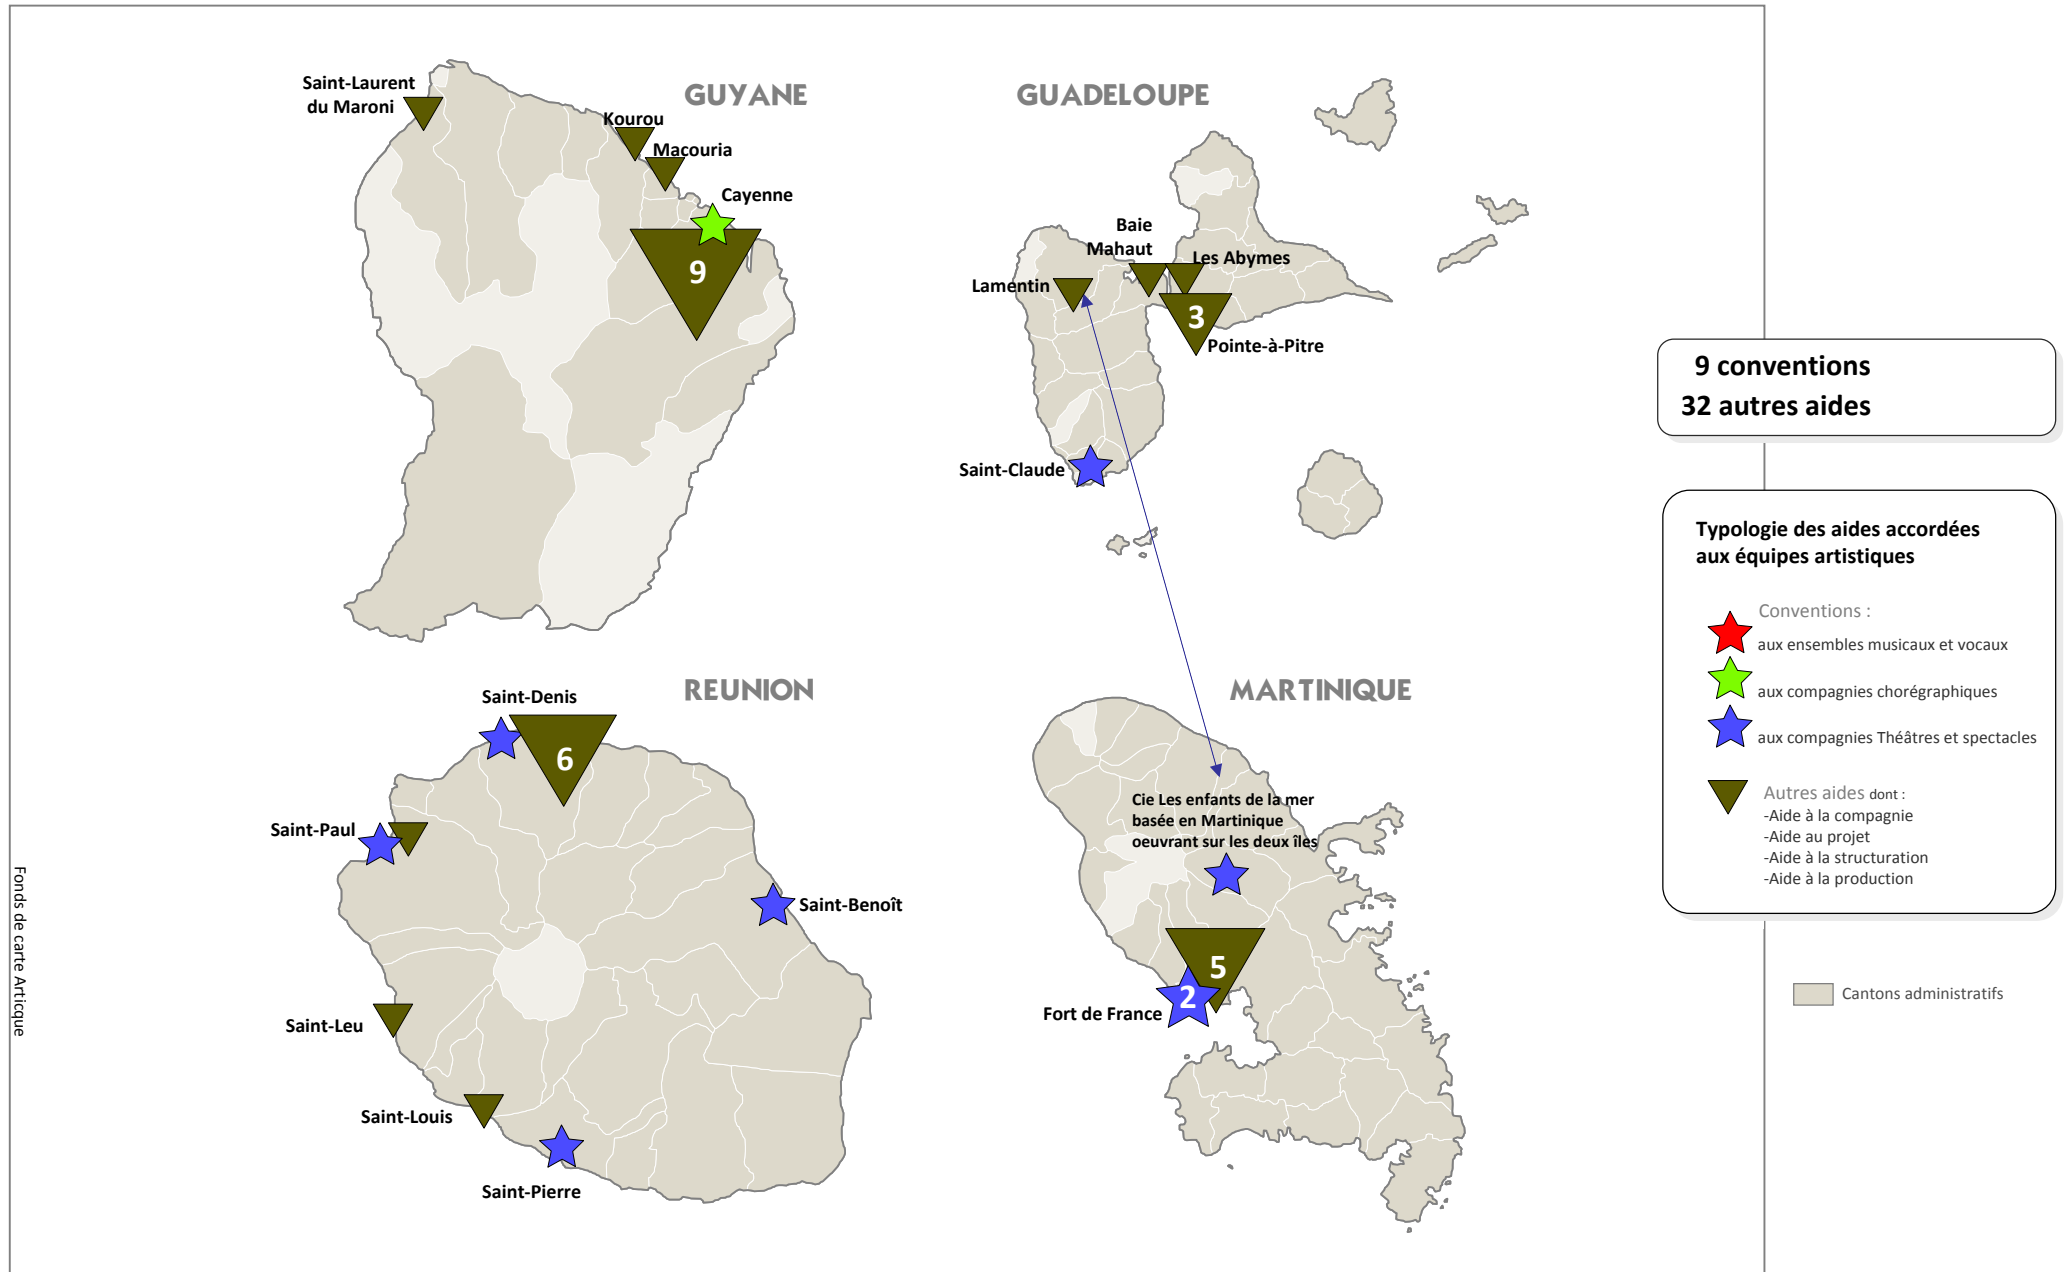 GUYANE
Saint-Laurent
du Maroni
Kourou
Macouria
Cayenne
9
GUADELOUPE
Baie
Mahaut
Les Abymes
Lamentin
3
Pointe-à-Pitre
Saint-Claude
9 conventions
32 autres aides
Typologie des aides accordées
aux équipes artistiques
Conventions :
aux ensembles musicaux et vocaux
aux compagnies chorégraphiques
aux compagnies Théâtres et spectacles
Autres aides dont :
-Aide à la compagnie
-Aide au projet
-Aide à la structuration
-Aide à la production
Cantons administratifs
REUNION
Saint-Denis
6
Saint-Paul
Saint-Benoît
Saint-Leu
Saint-Louis
Saint-Pierre
MARTINIQUE
Cie Les enfants de la mer
basée en Martinique
oeuvrant sur les deux îles
5
2
Fort de France
Fonds de carte Articque